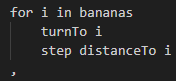 for i in bananas
    turnTo i
    step distanceTo i
,